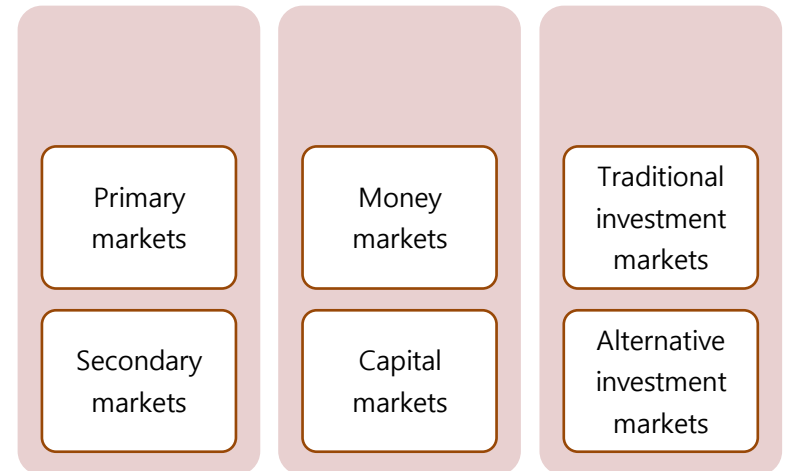 Primary
markets
Money
markets
Traditional
investment
markets
Secondary
markets
Capital
markets
Alternative
investment
markets